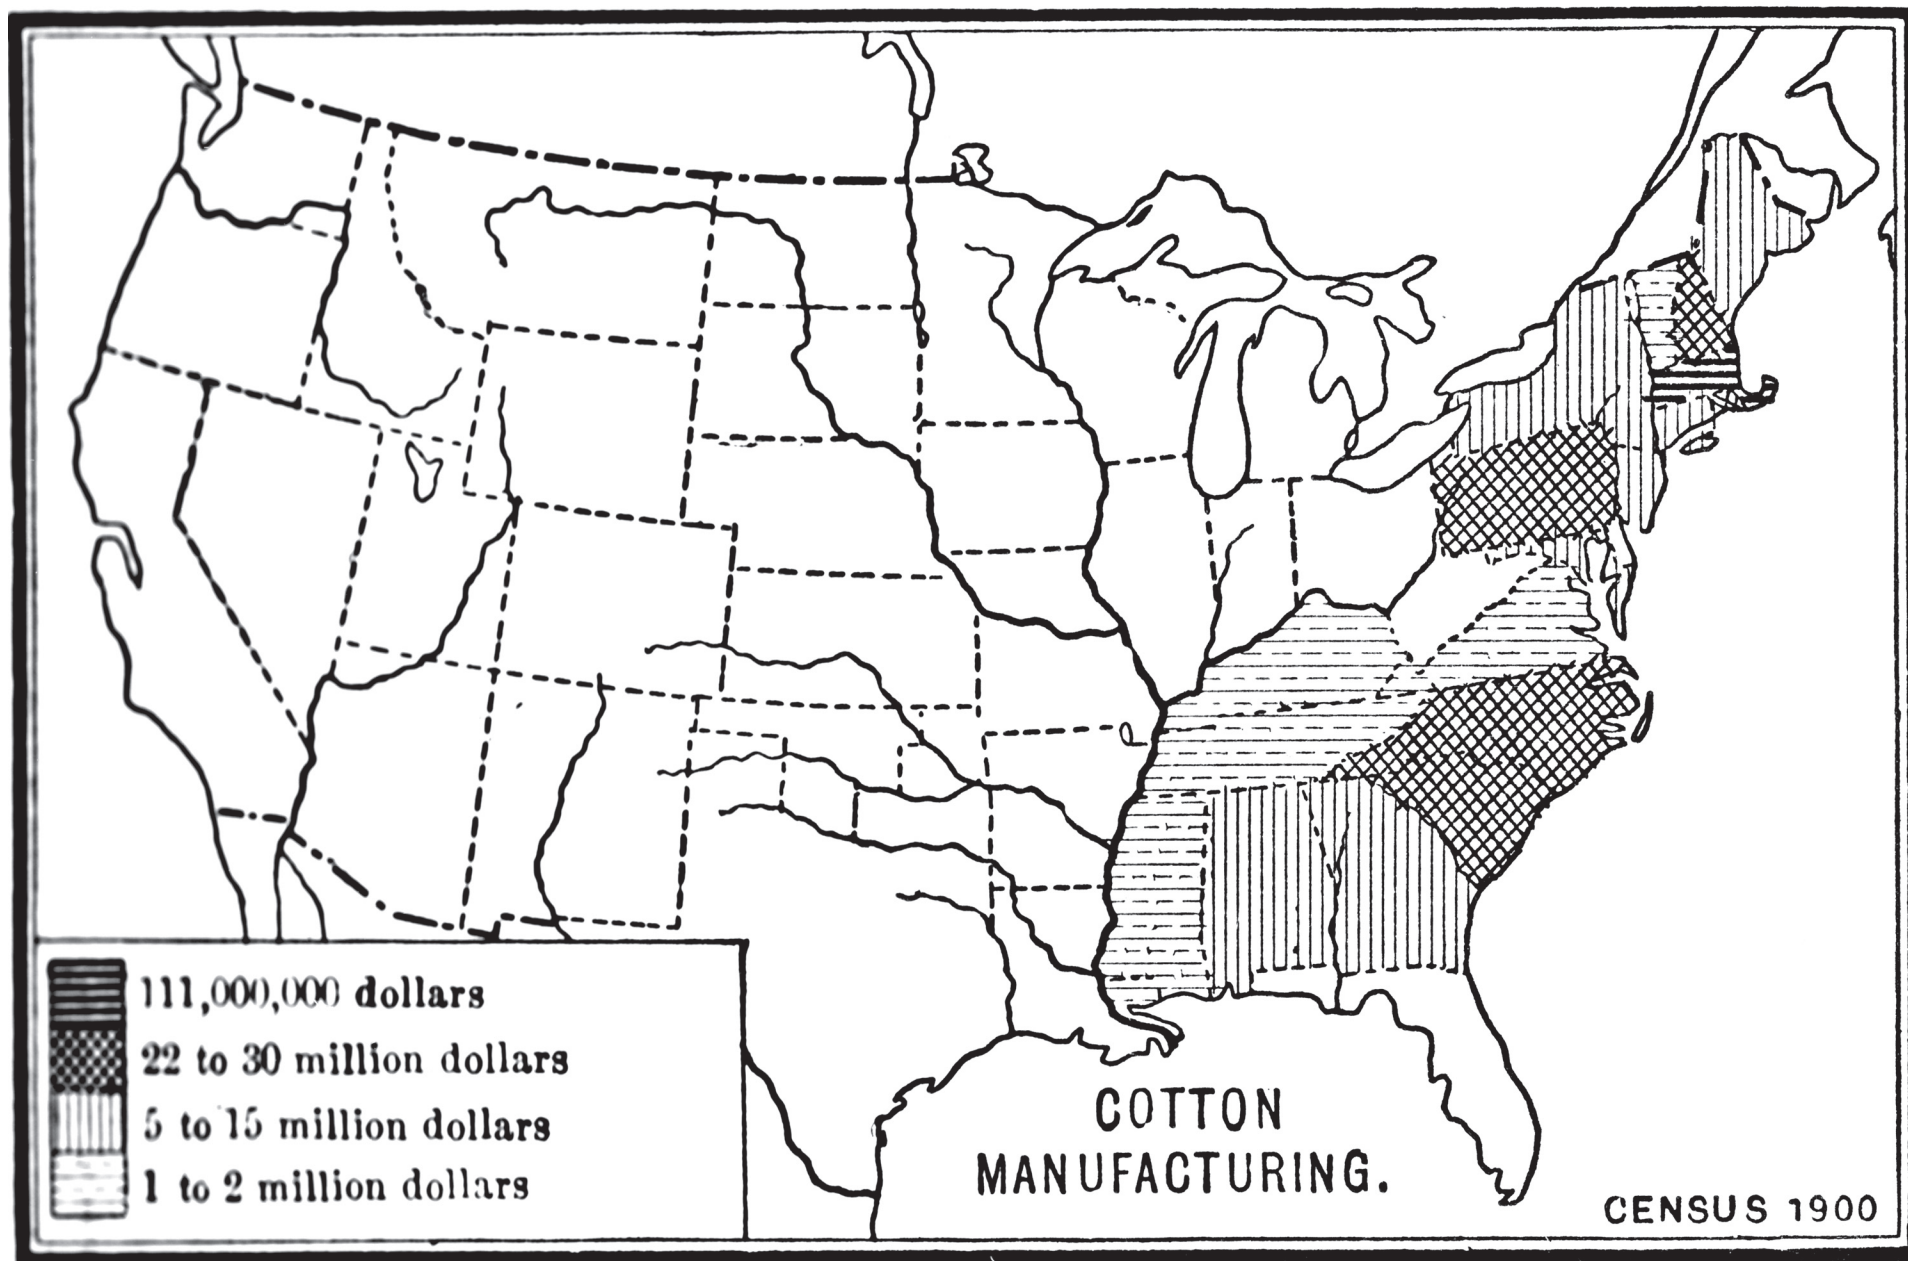 111,000,000 dollars
22 to 30 million dollars
5 to 15 million dollars
1 to 2 million dollars
COTTON
MANUFACTURING.
CENSUS 1900